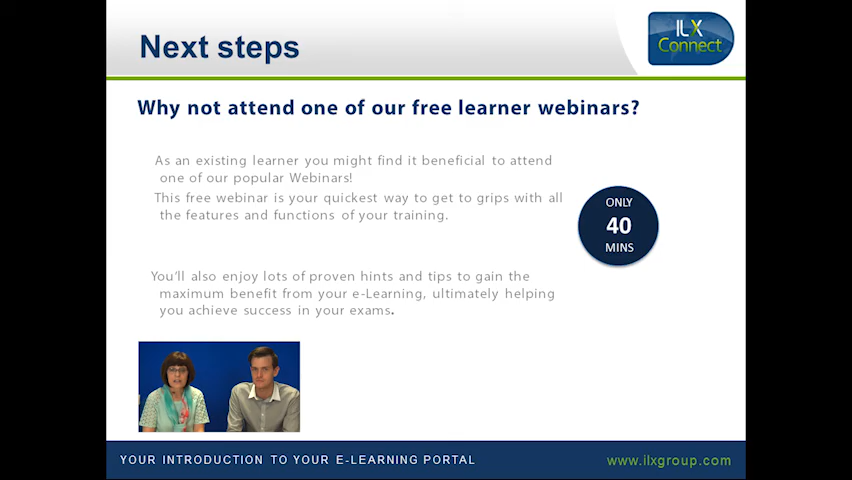 Next steps
ILX
Connect
Why not attend one of our free learner webinars?
As an existing learner you might find it beneficial to attend
one of our popular Webinars!
This free webinar is your quickest way to get to grips with all
the features and functions of your training.
ONLY
40
MINS
You'll also enjoy lots of proven hints and tips to gain the
maximum benefit from your e-Learning, ultimately helping
you achieve success in your exams.
YOUR INTRODUCTION TO YOUR E-LEARNING PORTAL
www.ilxgroup.com